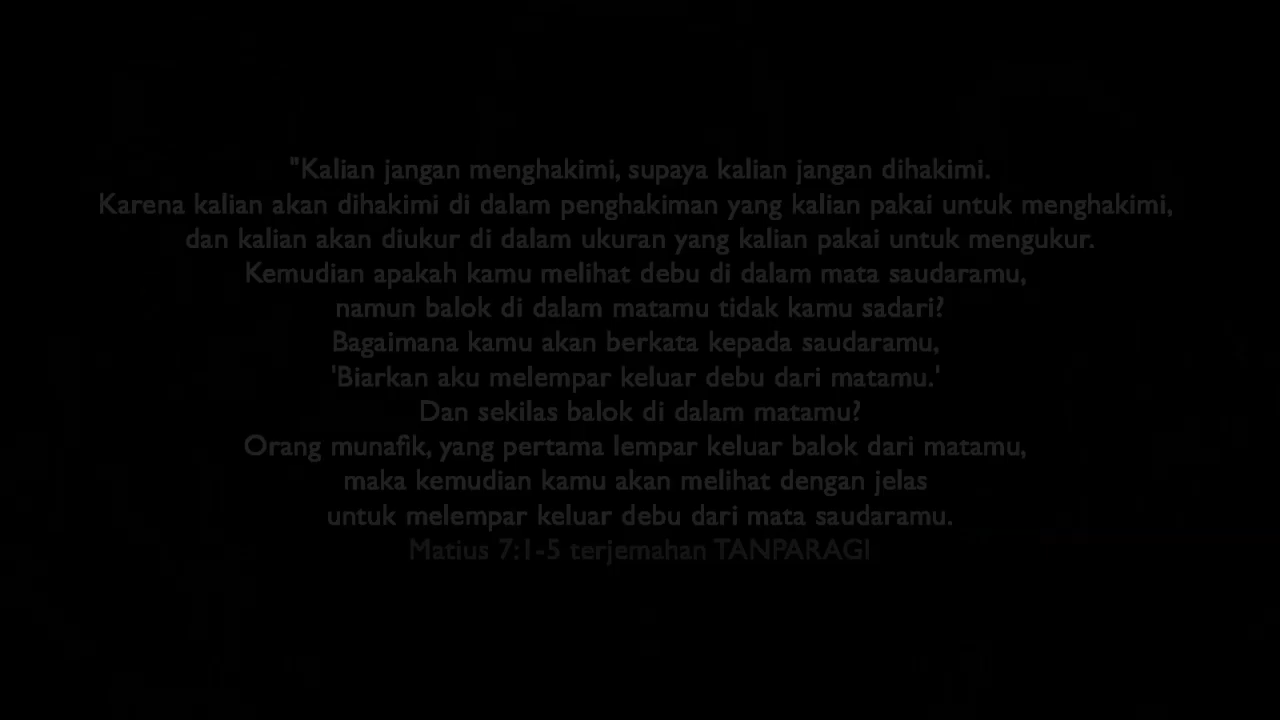 "Kalian jangan menghakimi, supaya kalian jangan dihakimi.
Karena kalian akan dihakimi di dalam penghakiman yang kalian pakai untuk menghakimi,
dan kalian akan diukur di dalam ukuran yang kalian pakai untuk mengukur.
Kemudian apakah kamu melihat debu di dalam mata saudaramu,
namun balok di dalam matamu tidak kamu sadari?
Bagaimana kamu akan berkata kepada saudaramu,
'Biarkan aku melempar keluar debu dari matamu.'
Dan sekilas balok di dalam matamu?
Orang munafik, yang pertama lempar keluar balok dari matamu,
maka kemudian kamu akan melihat dengan jelas
untuk melempar keluar debu dari mata saudaramu.
Matius 7:1-5 terjemahan TANPARAGI